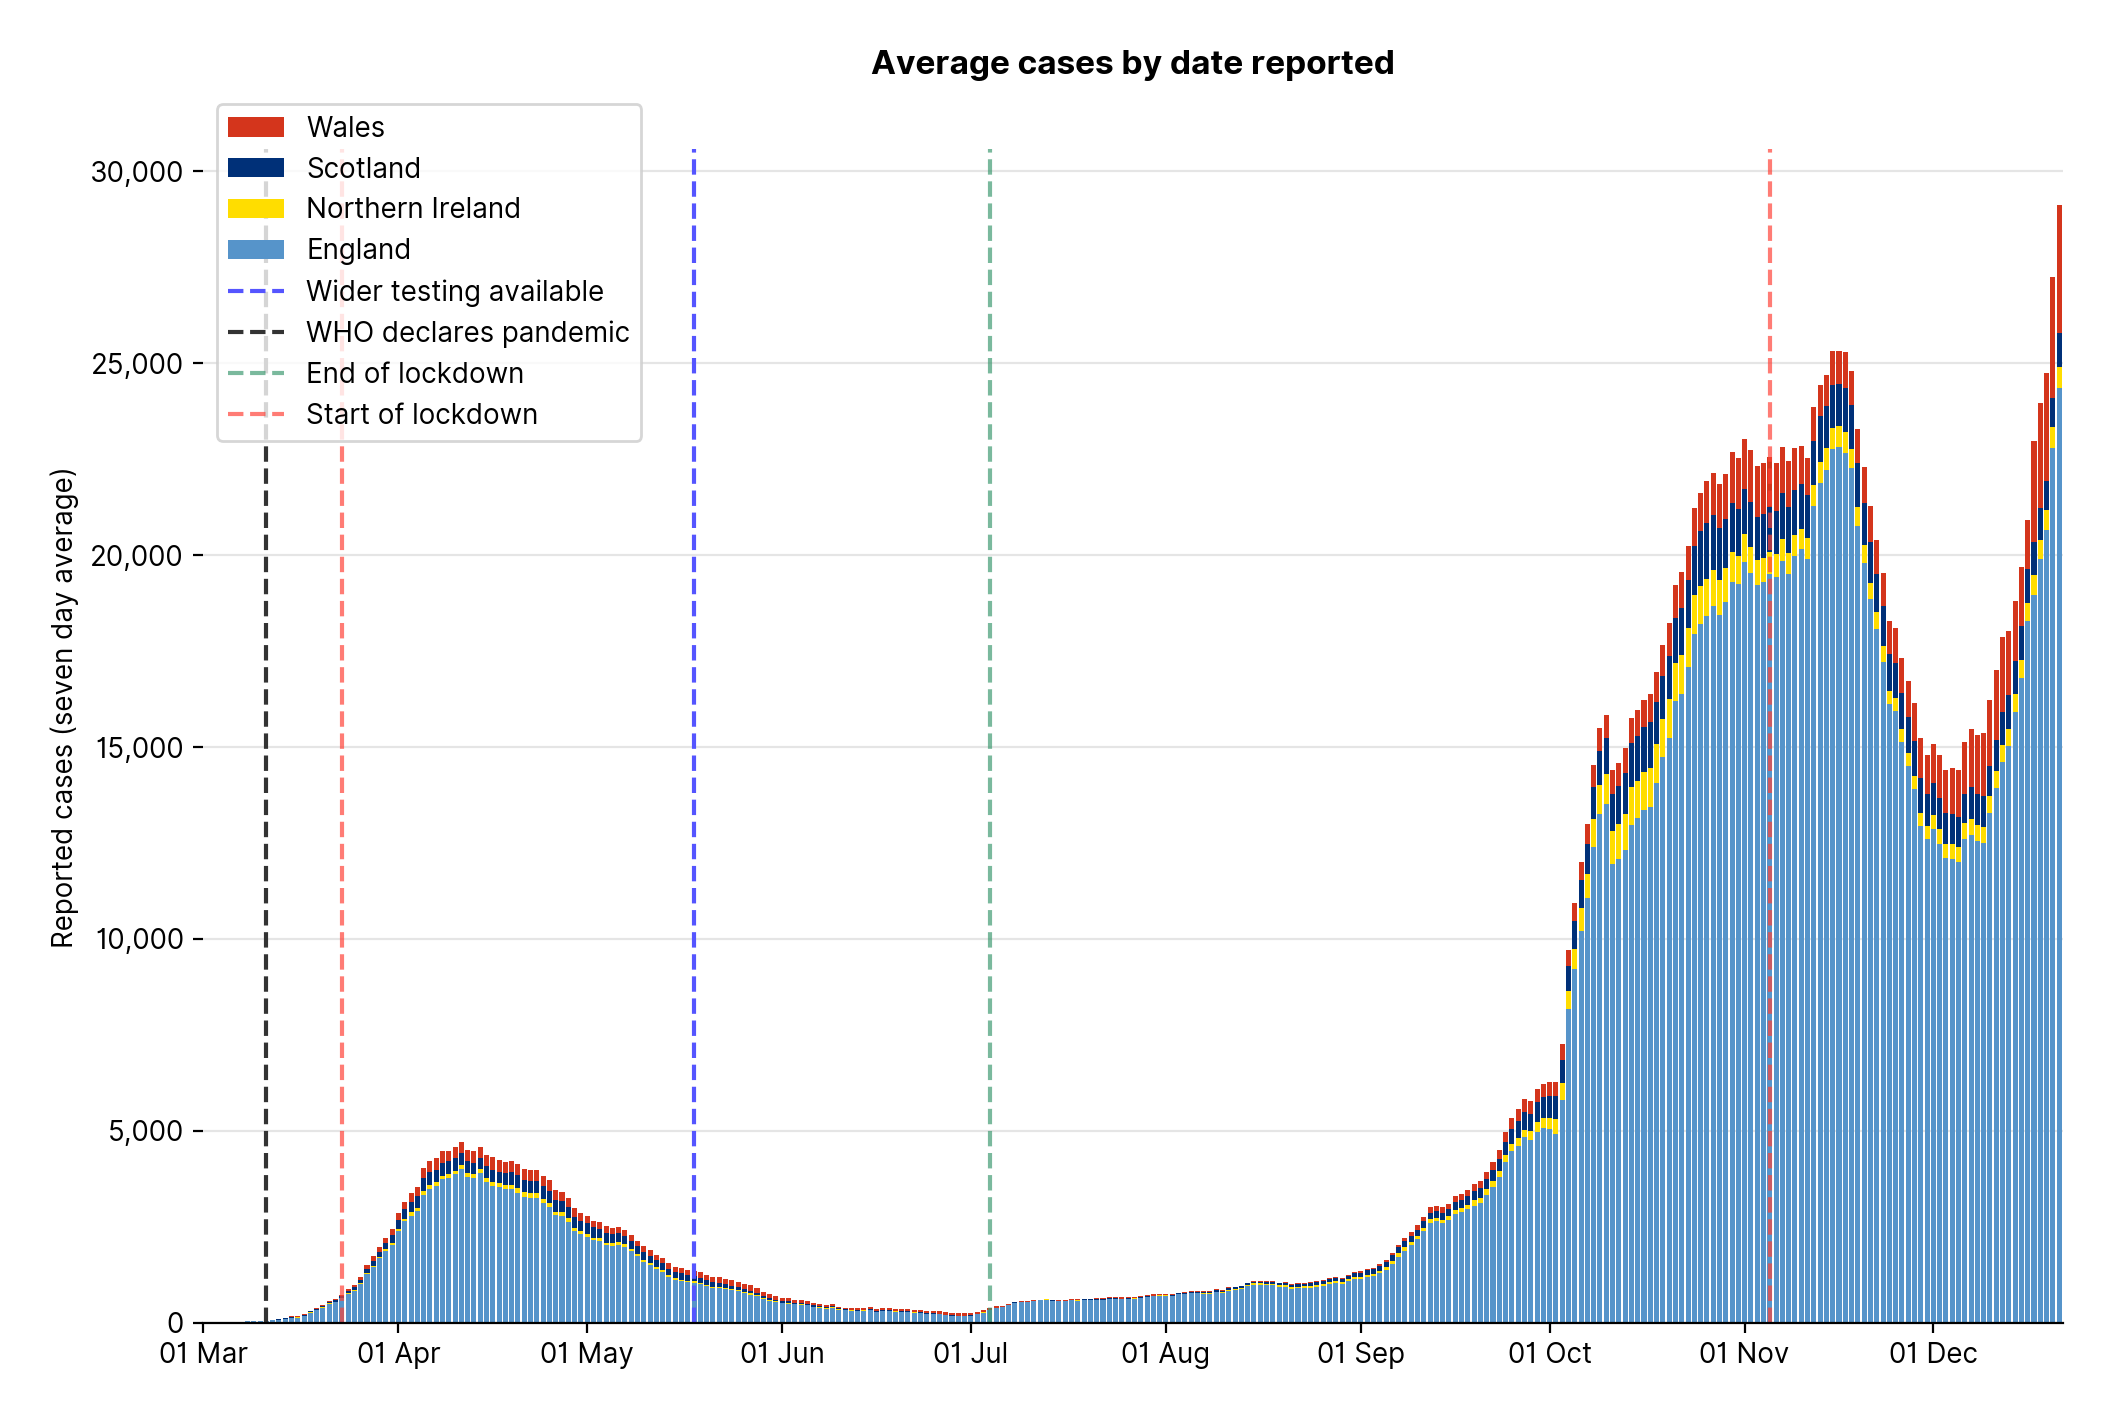 Average cases by date reported
Wales
Scotland
Northern Ireland
England
Wider testing available
WHO declares pandemic
End of lockdown
Start of lockdown
Reported cases (seven day average)
30,000
25,000
20,000
15,000
10,000
5,000
0
01 Mar
01 Apr
01 May
01 Jun
01 Jul
01 Aug
01 Sep
01 Oct
01 Nov
01 Dec